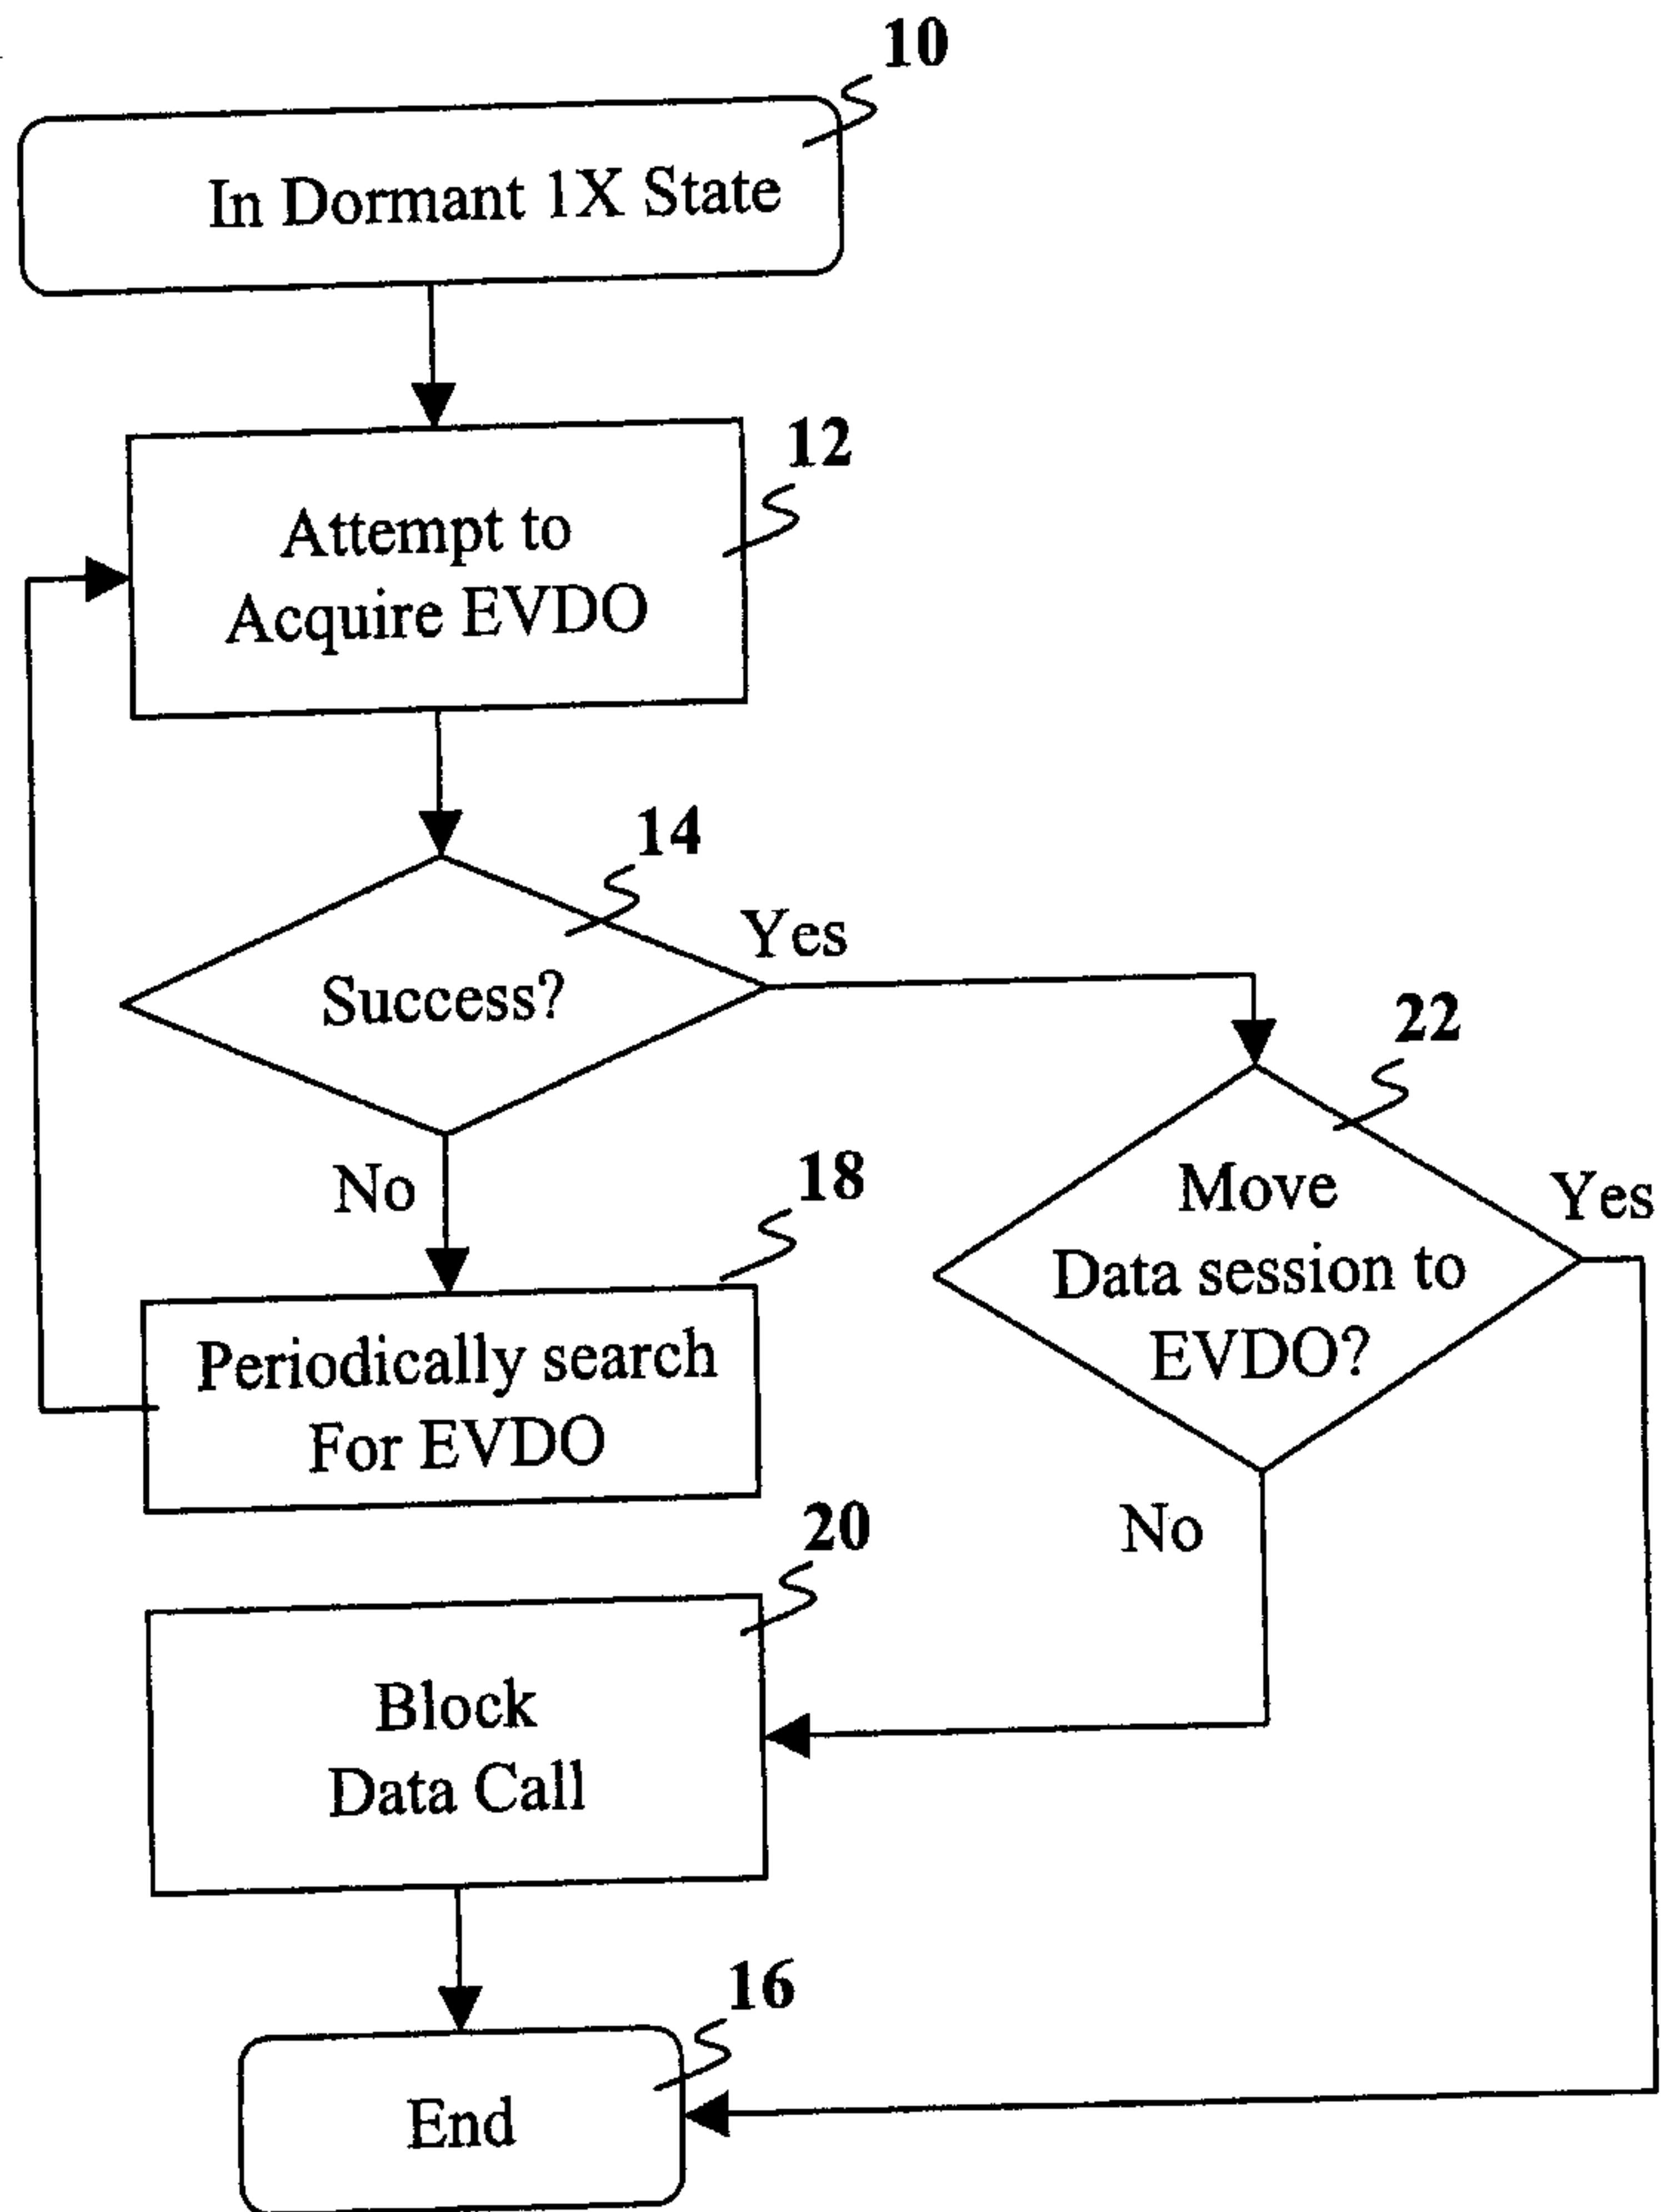 10
In Dormant 1X State
12
Attempt to
Acquire EVDO
14
Yes
Success?
22
No
18
Move
Data session to
EVDO?
Yes
Periodically search
For EVDO
No
20
Block
Data Call
16
End